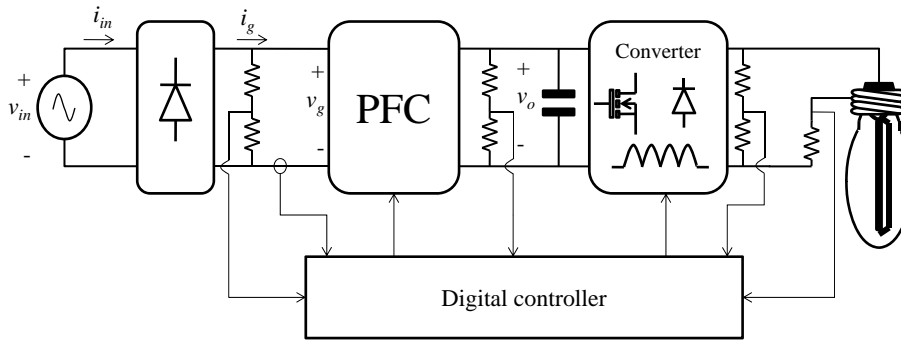 i_in
i_g
+
v_in
-
+
v_g
-
PFC
+
v_o
-
Converter
Digital controller